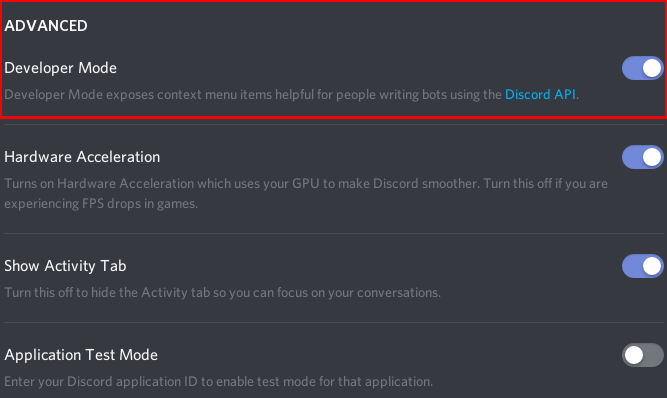 ADVANCED
Developer Mode
Developer Mode exposes context menu items helpful for people writing bots using the Discord API.
Hardware Acceleration
Turns on Hardware Acceleration which uses your GPU to make Discord smoother. Turn this off if you are
experiencing FPS drops in games.
Show Activity Tab
Turn this off to hide the Activity tab so you can focus on your conversations.
Application Test Mode
Enter your Discord application ID to enable test mode for that application.